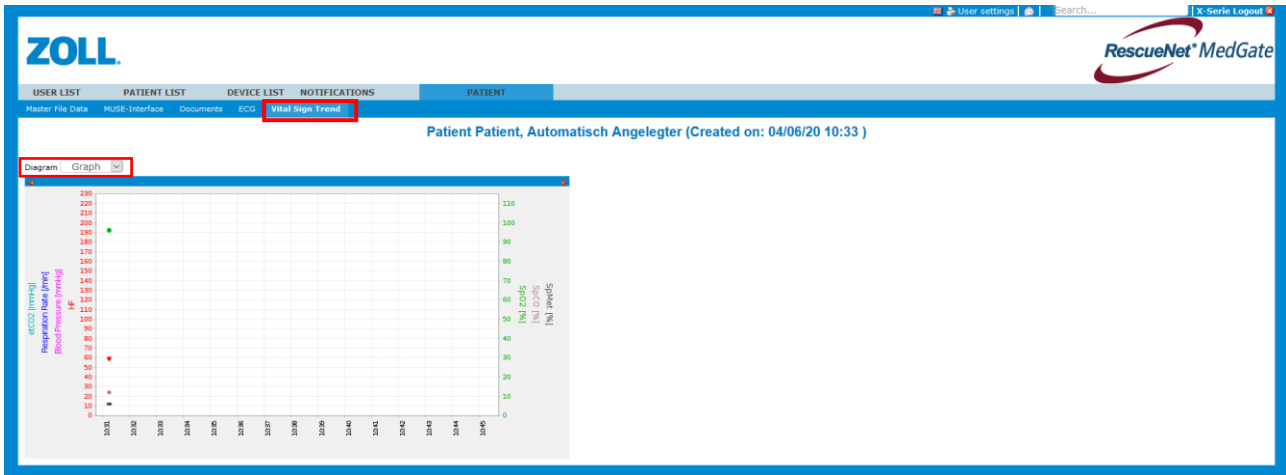 User settings Search... X-Serie Logout
ZOLL.
RescueNet® MedGate
USER LIST PATIENT LIST DEVICE LIST NOTIFICATIONS PATIENT
Master File Data MUSE-Interface Documents ECG Vital Sign Trend
Patient Patient, Automatisch Angelegter (Created on: 04/06/20 10:33 )
Diagram Graph
etCO2 [mmHg]
Respiration Rate [/min]
Blood Pressure [mmHg]
HF
230
220
210
200
190
180
170
160
150
140
130
120
110
100
90
80
70
60
50
40
30
20
10
0
110
100
90
80
70
60
50
40
30
20
10
0
SpO2 [%]
SpCO [%]
SpMet [%]
10:31 10:32 10:33 10:34 10:35 10:36 10:37 10:38 10:39 10:40 10:41 10:42 10:43 10:44 10:45